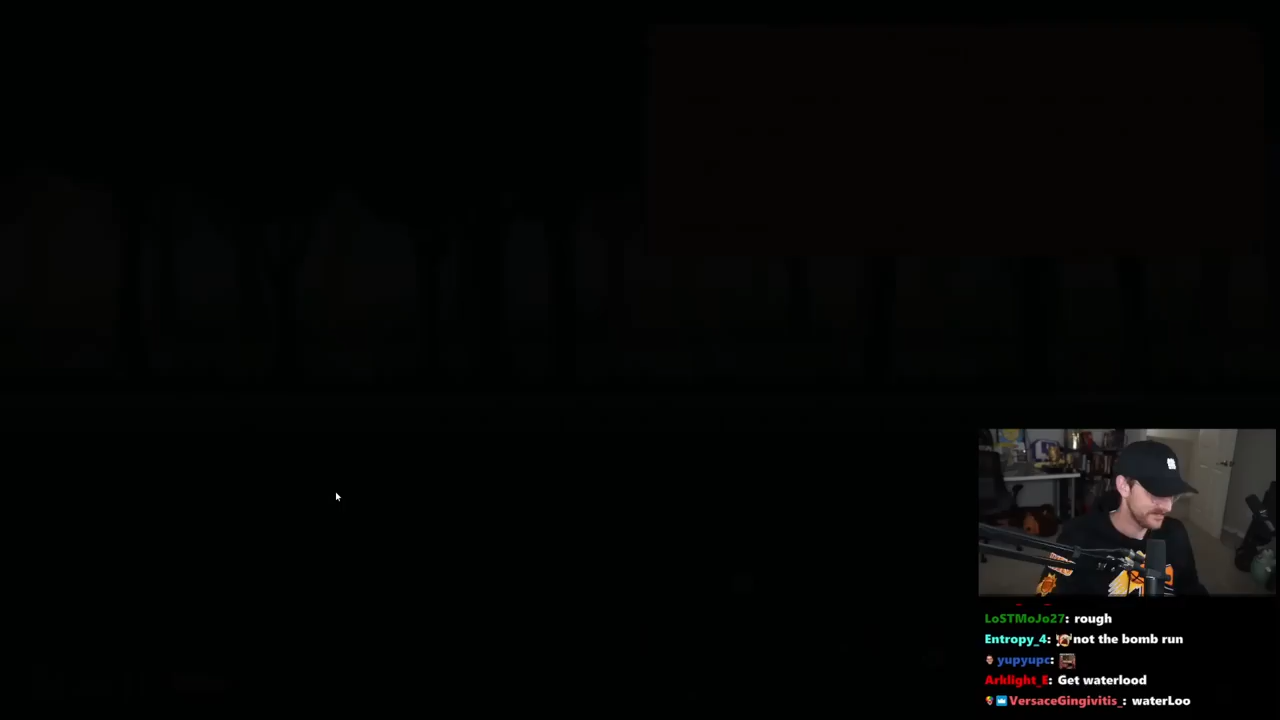 LoSTMoJo27: rough
Entropy_4: not the bomb run
yupyupc:
Arklight_E: Get waterlood
VersaceGingivitis_: waterLoo